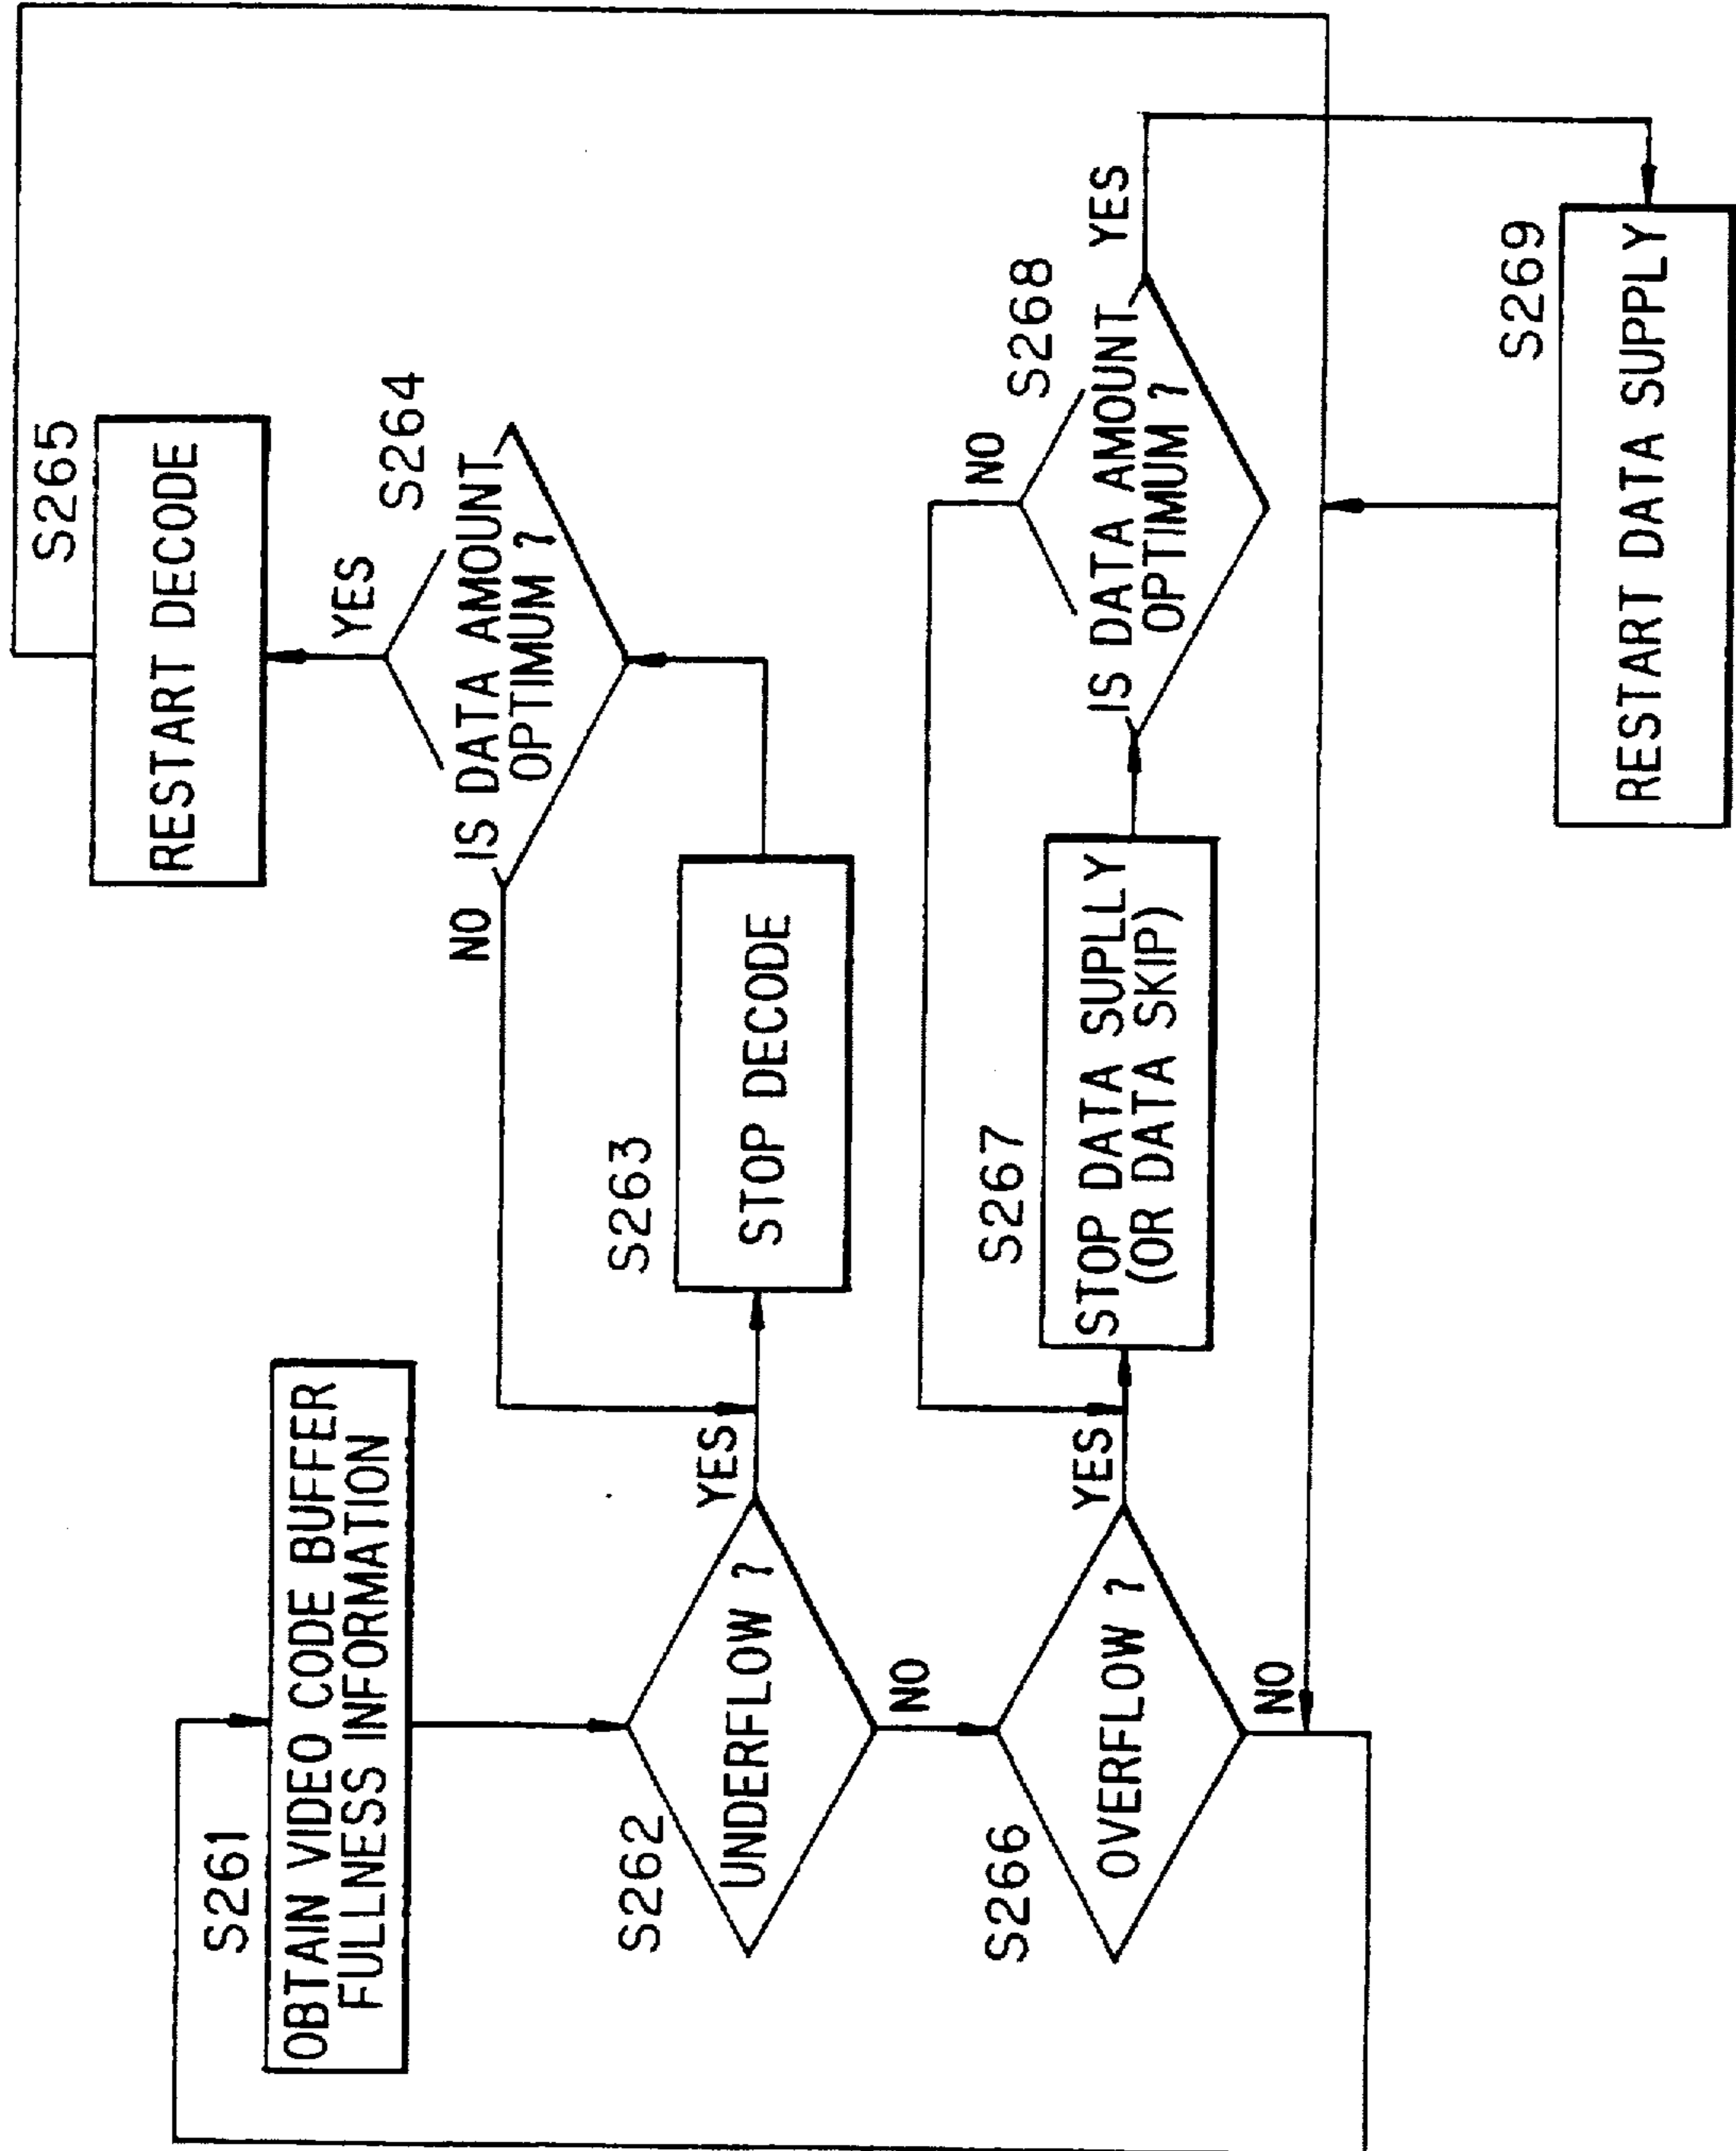 S261
OBTAIN VIDEO CODE BUFFER
FULLNESS INFORMATION
S262
UNDERFLOW ?
YES
NO
S263
STOP DECODE
S264
IS DATA AMOUNT
OPTIMUM ?
NO
YES
S265
RESTART DECODE
S266
OVERFLOW ?
YES
NO
S267
STOP DATA SUPLLY
(OR DATA SKIP)
S268
IS DATA AMOUNT
OPTIMUM ?
NO
YES
S269
RESTART DATA SUPPLY